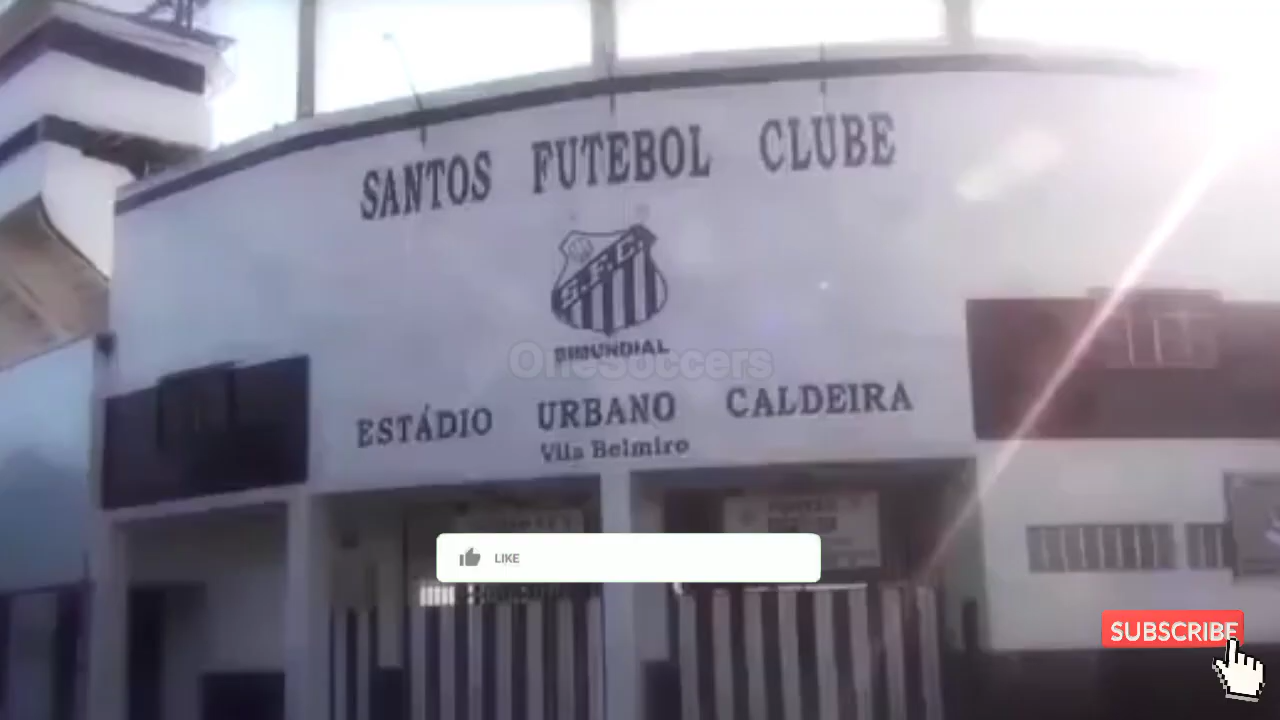 SANTOS FUTEBOL CLUBE
S.F.C.
BIMUNDIAL
OneSoccers
ESTÁDIO URBANO CALDEIRA
Vila Belmiro
LIKE
SUBSCRIBE